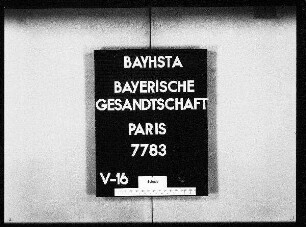 BAYHSTA
BAYERISCHE
GESANDTSCHAFT
PARIS
7783
V-16